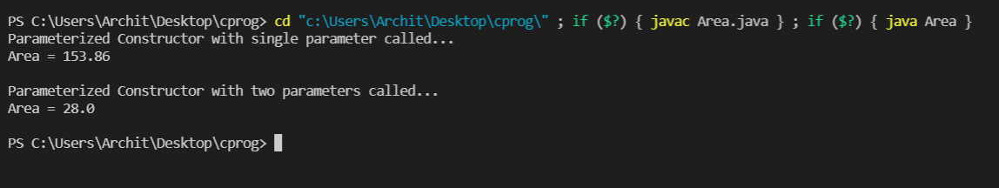 PS C:\Users\Archit\Desktop\cprog> cd "c:\Users\Archit\Desktop\cprog\" ; if ($?) { javac Area.java } ; if ($?) { java Area }
Parameterized Constructor with single parameter called...
Area = 153.86
Parameterized Constructor with two parameters called...
Area = 28.0
PS C:\Users\Archit\Desktop\cprog>